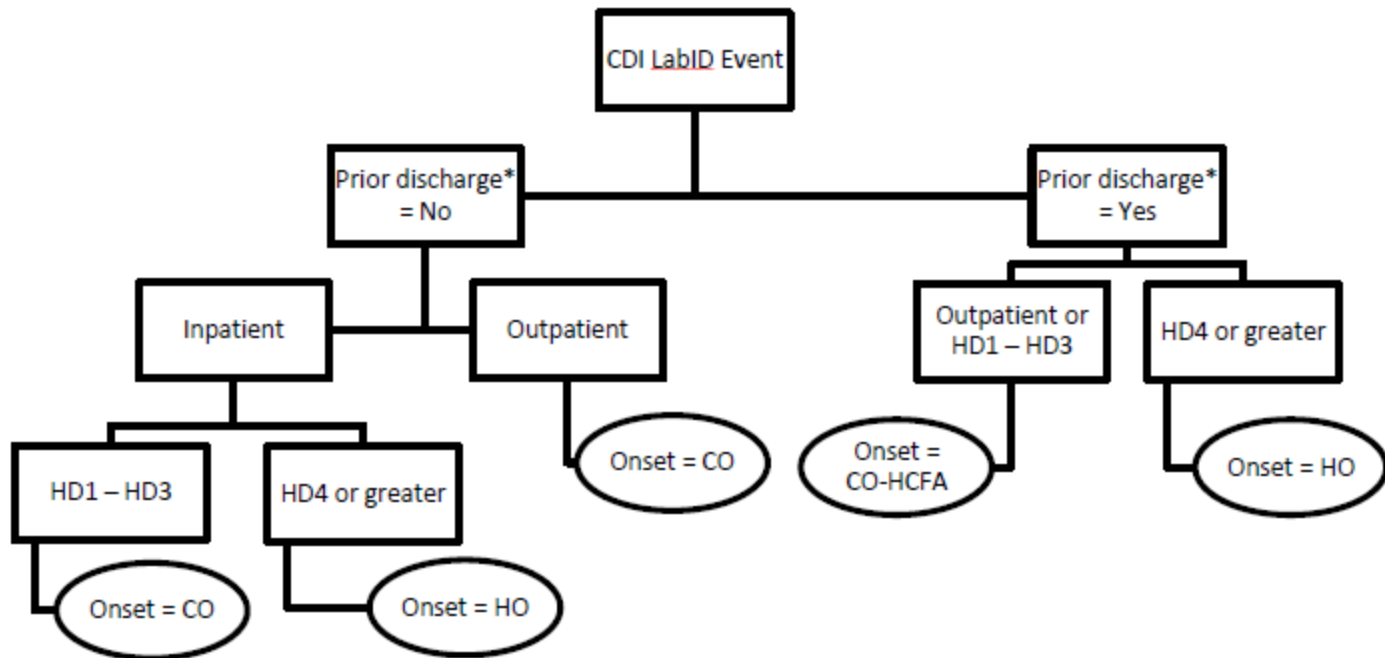 CDI LabID Event
Prior discharge*
= No
Prior discharge*
= Yes
Inpatient
Outpatient
Outpatient or
HD1 – HD3
HD4 or greater
HD1 – HD3
HD4 or greater
Onset = CO
Onset =
CO-HCFA
Onset = HO
Onset = CO
Onset = HO